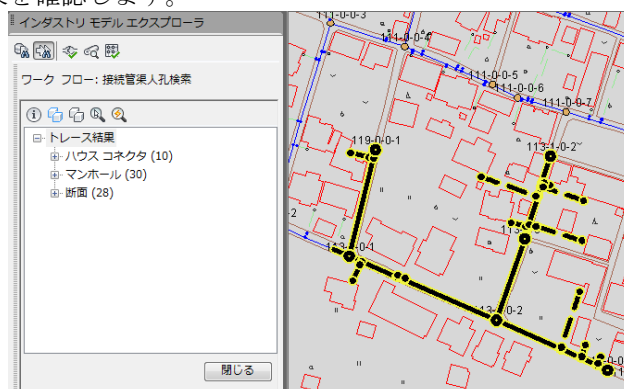 を確認します。
インダストリ モデル エクスプローラ
ワーク フロー: 接続管渠人孔検索
トレース結果
ハウス コネクタ (10)
マンホール (30)
断面 (28)
閉じる
111-0-0-3
111-0-0-4
111-0-0-5
111-0-0-6
111-0-0-7
119-0-0-1
113-1-0-2